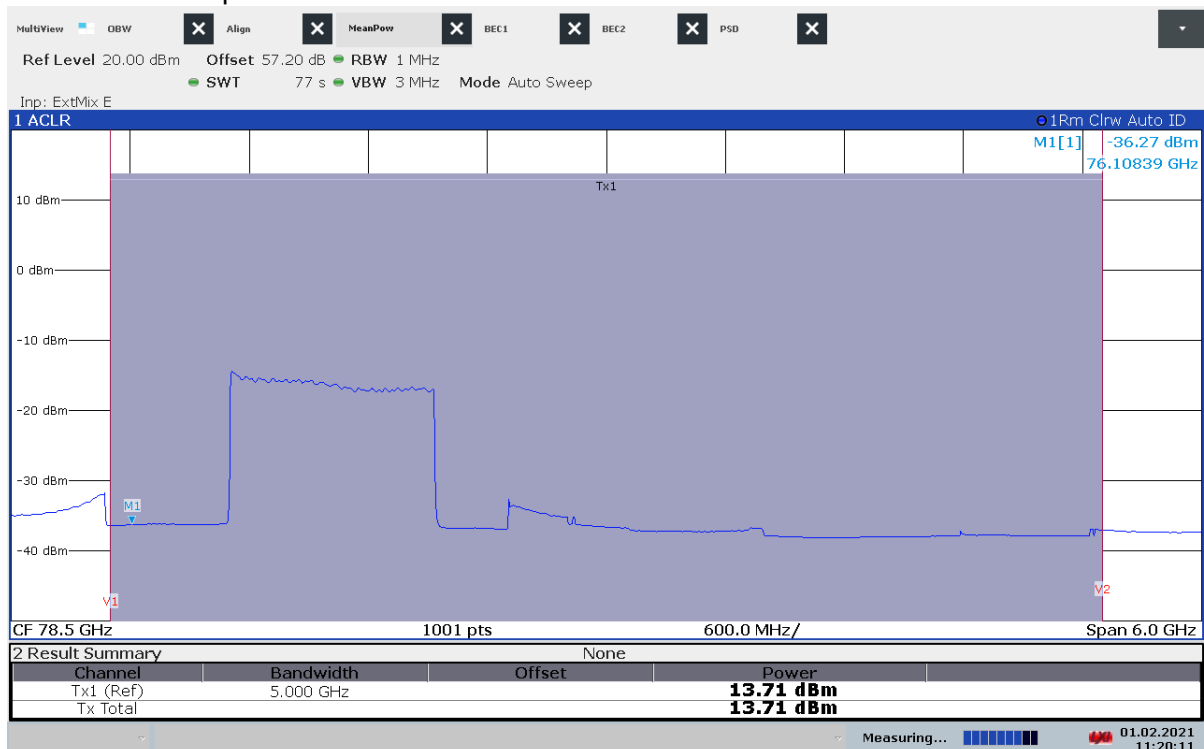 MultiView OBW Align MeanPow BEC1 BEC2 PSD
Ref Level 20.00 dBm Offset 57.20 dB RBW 1 MHz
SWT 77 s VBW 3 MHz Mode Auto Sweep
Inp: ExtMix E
1 ACLR 1Rm Clrw Auto ID
M1[1] -36.27 dBm
76.10839 GHz
Tx1
10 dBm
0 dBm
-10 dBm
-20 dBm
-30 dBm
M1
-40 dBm
V1 V2
CF 78.5 GHz 1001 pts 600.0 MHz/ Span 6.0 GHz
2 Result Summary None
Channel Bandwidth Offset Power
Tx1 (Ref) 5.000 GHz 13.71 dBm
Tx Total 13.71 dBm
Measuring... 01.02.2021
11:20:11